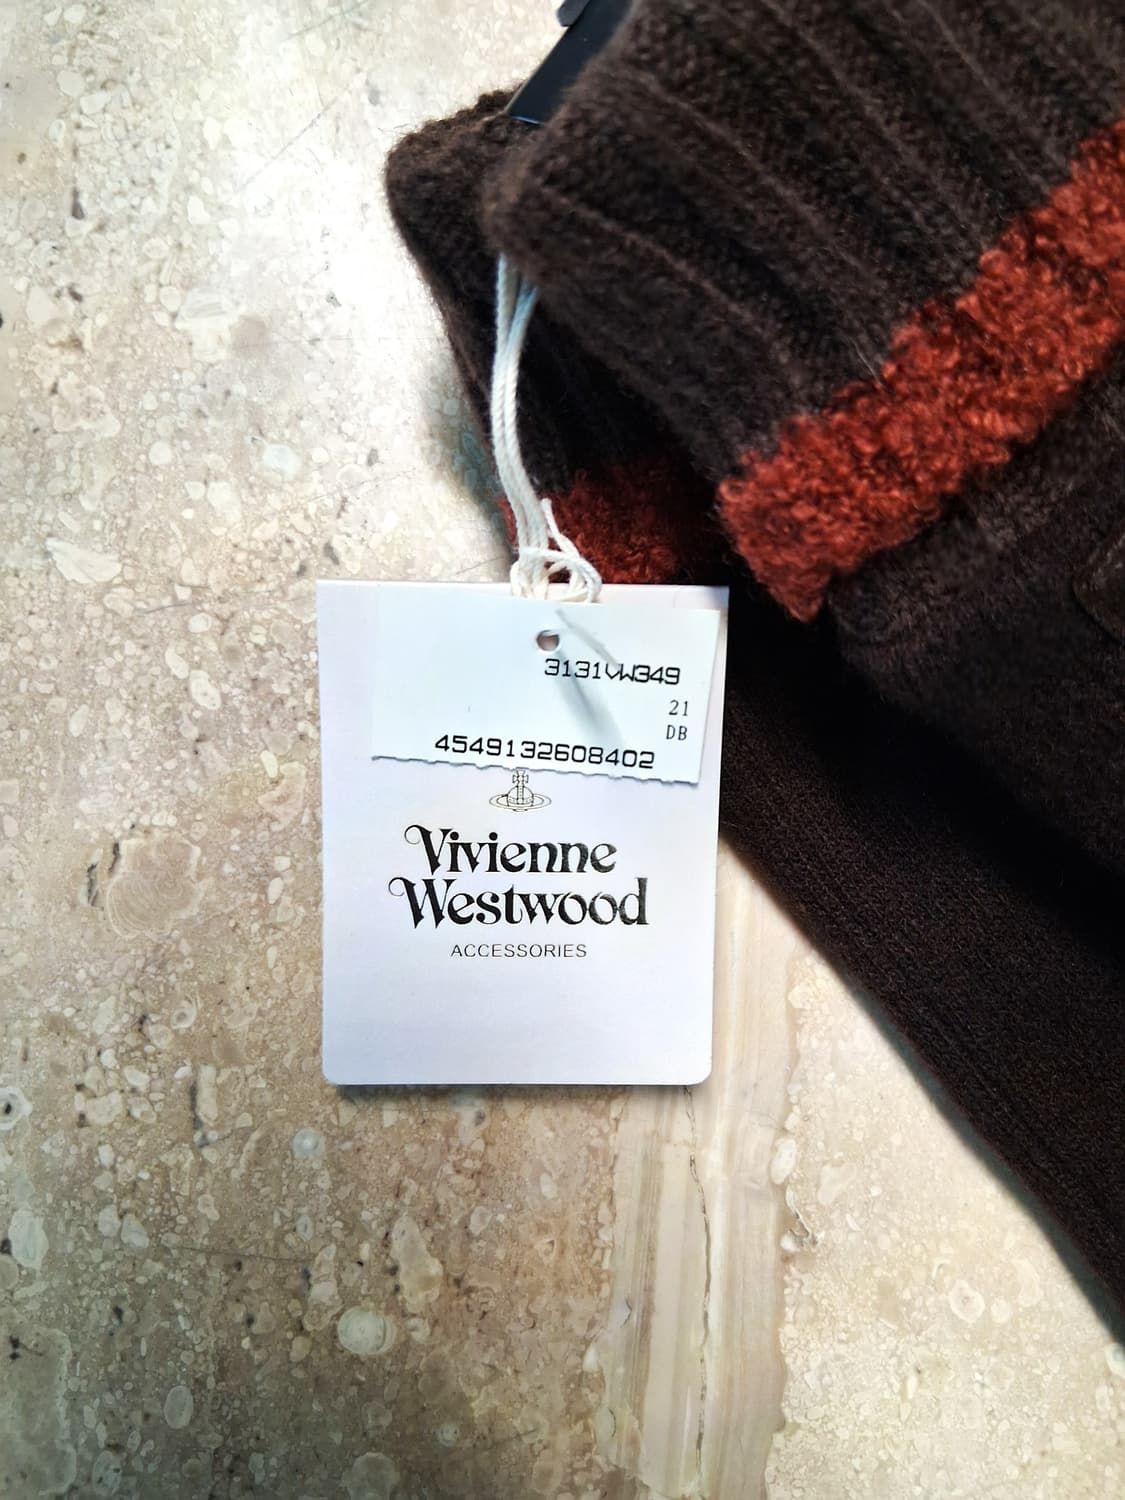 3131VW349
21
DB
4549132608402
Vivienne
Westwood
ACCESSORIES